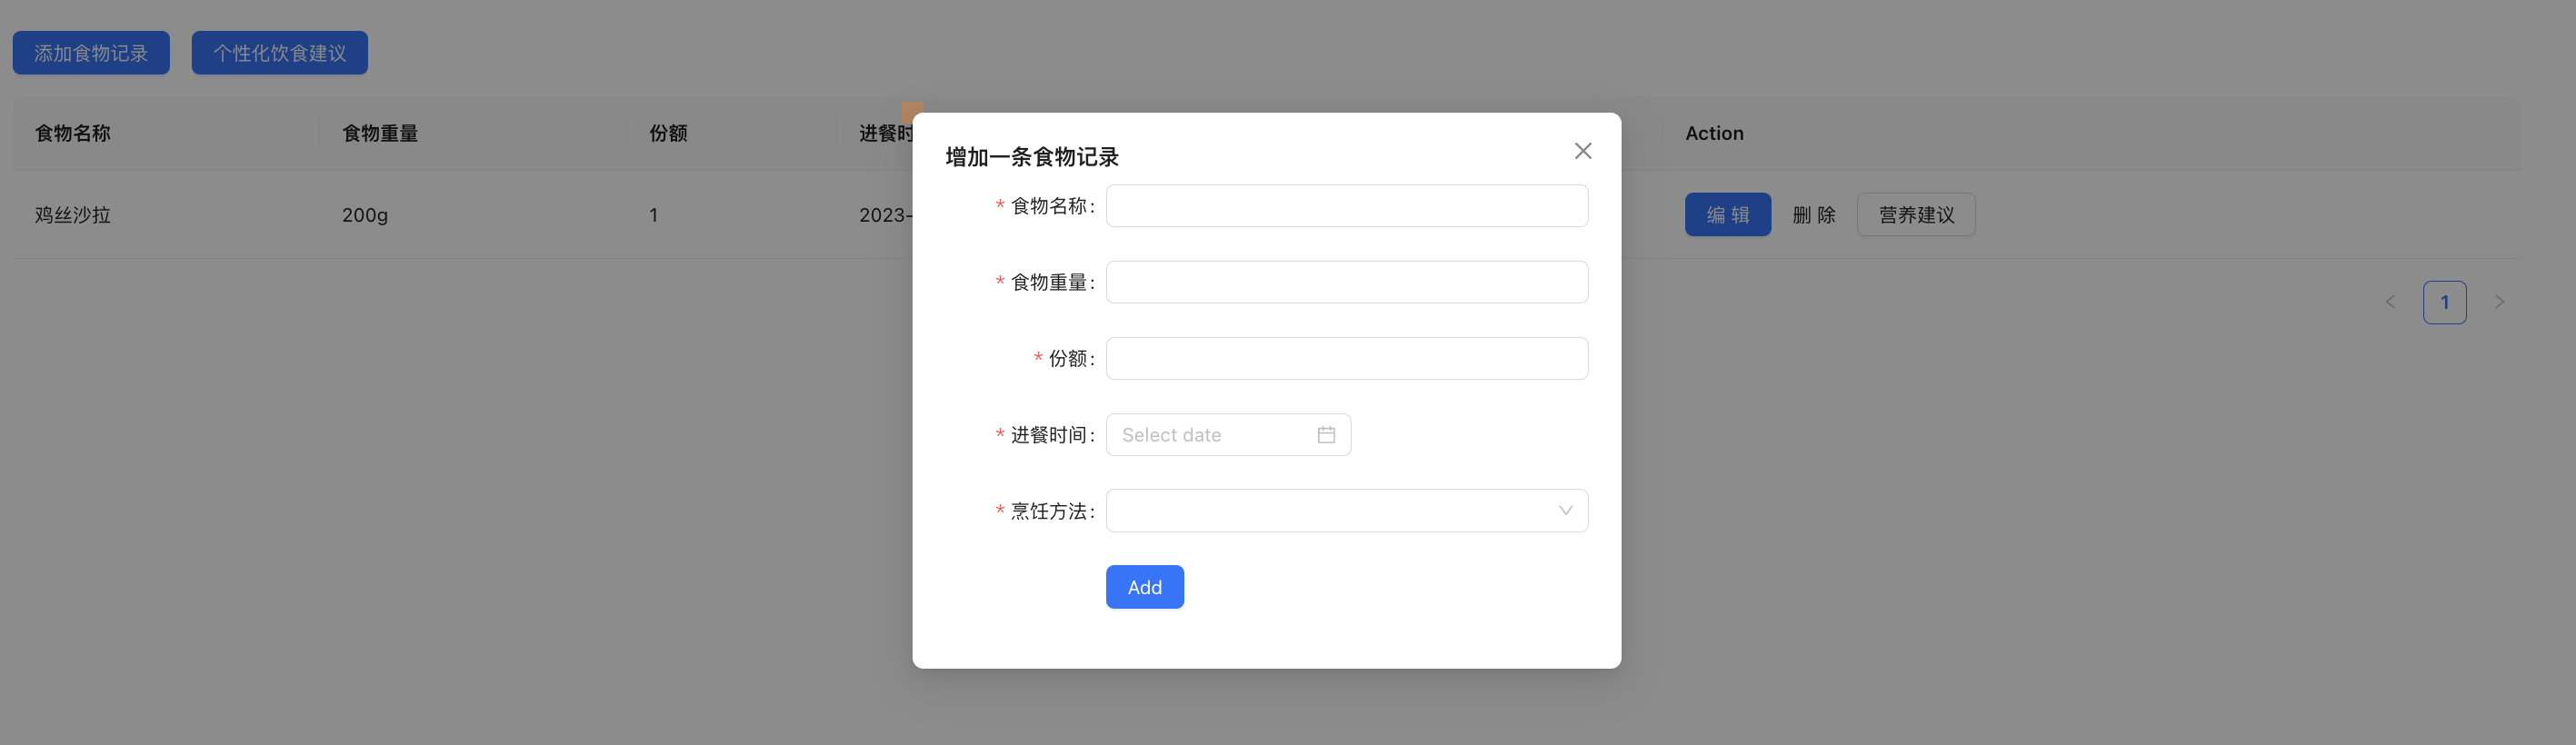 添加食物记录 个性化饮食建议
食物名称 食物重量 份额 进餐时 Action
鸡丝沙拉 200g 1 2023- 编辑 删除 营养建议
1
增加一条食物记录
* 食物名称:
* 食物重量:
* 份额:
* 进餐时间: Select date
* 烹饪方法:
Add